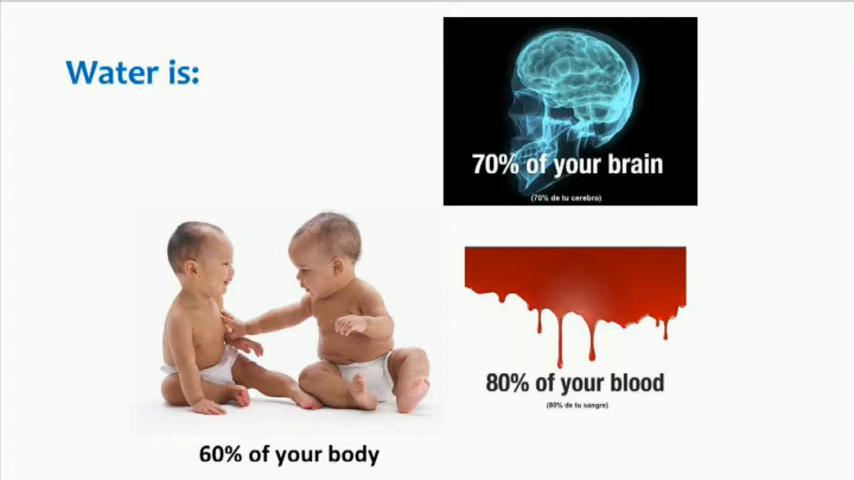 Water is:
70% of your brain
(70% de tu cerebro)
80% of your blood
(80% de tu sangre)
60% of your body